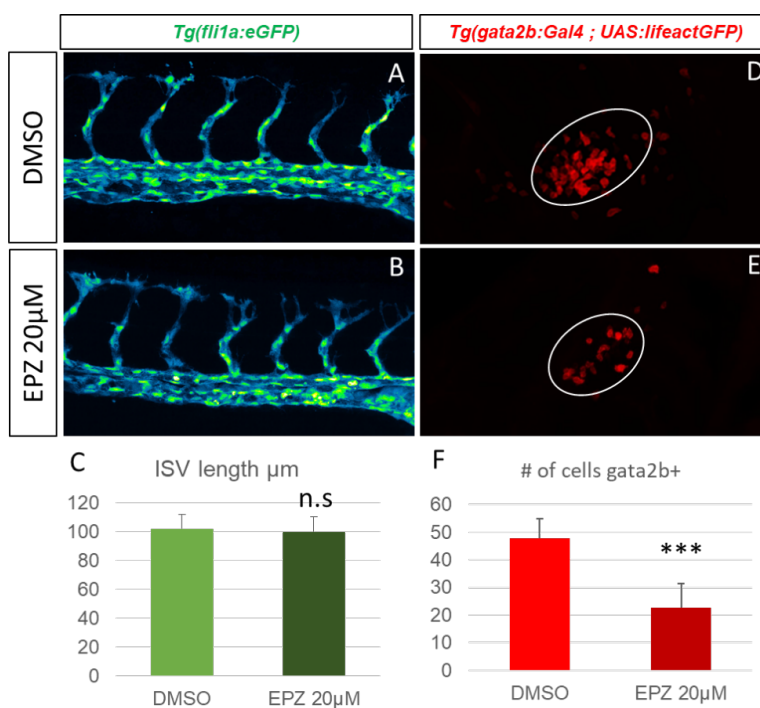 Tg(fli1a:eGFP)
Tg(gata2b:Gal4 ; UAS:lifeactGFP)
DMSO
A
D
EPZ 20µM
B
E
C
ISV length µm
n.s
120
100
80
60
40
20
0
DMSO
EPZ 20µM
F
# of cells gata2b+
***
60
50
40
30
20
10
0
DMSO
EPZ 20µM